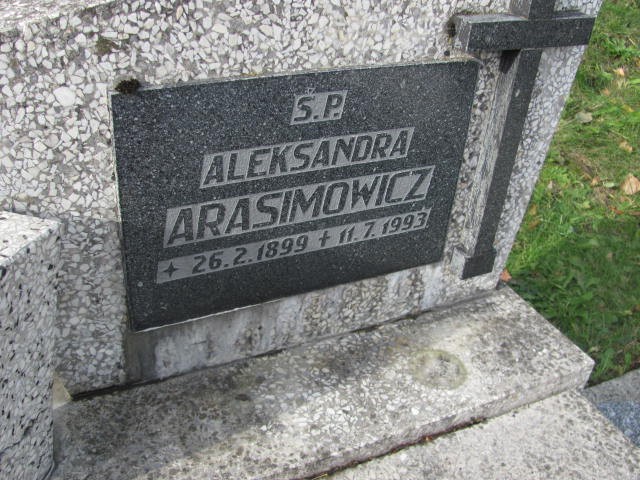 Ś.P.
ALEKSANDRA
ARASIMOWICZ
✦ 26.2.1899 + 11.7.1993